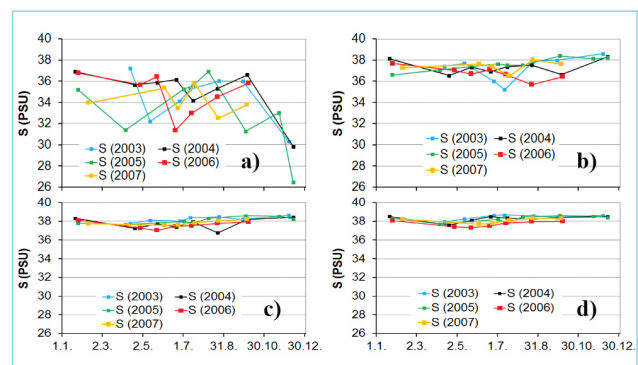 S (PSU)
40
38
36
34
32
30
28
26
S (2003) S (2004)
S (2005) S (2006)
S (2007)
a)
S (PSU)
40
38
36
34
32
30
28
26
S (2003) S (2004)
S (2005) S (2006)
S (2007)
b)
S (PSU)
40
38
36
34
32
30
28
26
S (2003) S (2004)
S (2005) S (2006)
S (2007)
c)
1.1. 2.3. 2.5. 1.7. 31.8. 30.10. 30.12.
S (PSU)
40
38
36
34
32
30
28
26
S (2003) S (2004)
S (2005) S (2006)
S (2007)
d)
1.1. 2.3. 2.5. 1.7. 31.8. 30.10. 30.12.